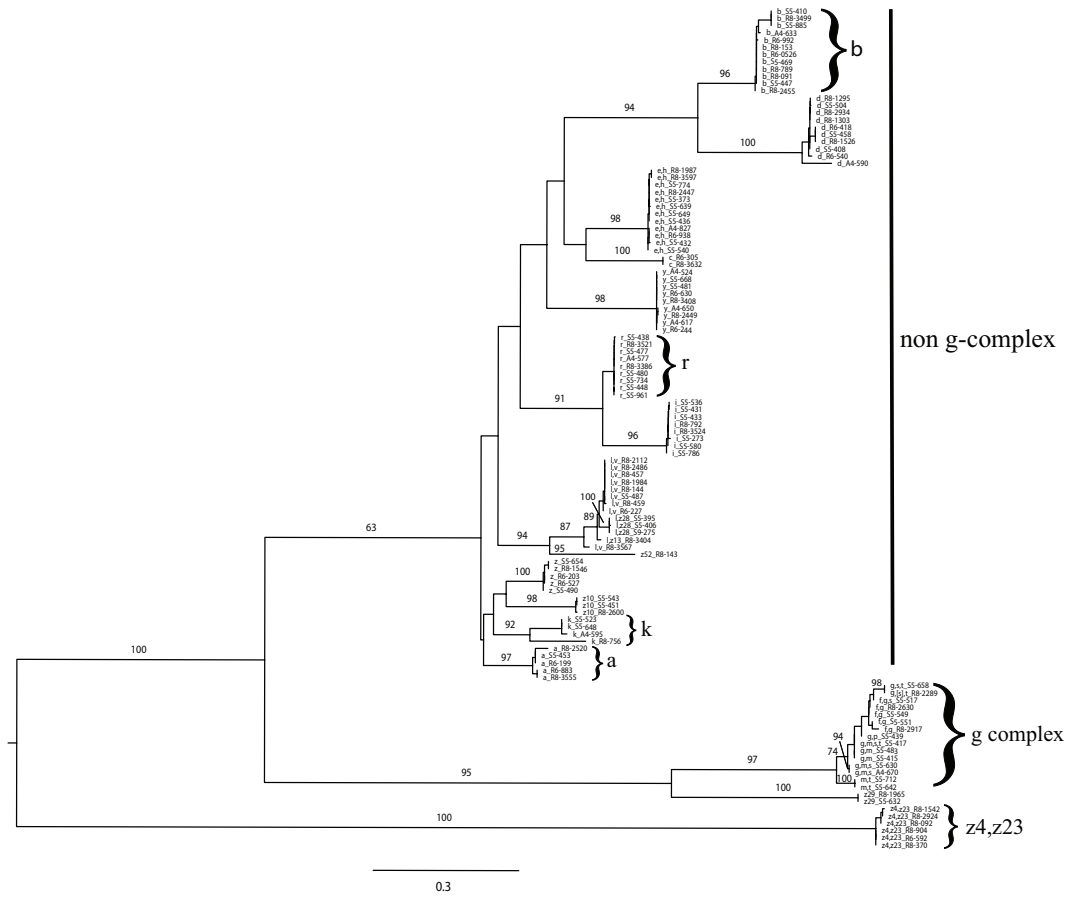 b_S5-410
b_R8-3499
b_S5-885
b_A4-633
b_R6-992
b_R8-153
b_R6-0526
b_S5-469
b_R8-789
b_R8-091
b_S5-447
b_R8-2455
b
96
94
d_R8-1295
d_S5-504
d_R8-2934
d_R8-1303
d_R6-418
d_S5-458
d_R8-1526
d_S5-408
d_R6-540
d_A4-590
100
e,h_R8-1987
e,h_R8-3597
e,h_S5-774
e,h_R8-2447
e,h_S5-373
e,h_S5-639
e,h_S5-649
e,h_S5-436
e,h_A4-827
e,h_R6-938
e,h_S5-432
e,h_S5-540
98
100
c_R6-305
c_R8-3632
y_A4-524
y_S5-668
y_S5-481
y_R6-630
y_R8-3408
y_A4-650
y_R8-2449
y_A4-617
y_R6-244
98
non g-complex
r_S5-438
r_R8-3521
r_S5-477
r_A4-577
r_R8-3386
r_S5-480
r_S5-734
r_S5-448
r_S5-961
r
91
i_S5-536
i_S5-431
i_S5-433
i_R8-792
i_R8-3524
i_S5-273
i_S5-580
i_S5-786
96
l,v_R8-2112
l,v_R8-2486
l,v_R8-457
l,v_R8-1984
l,v_R8-144
l,v_S5-487
l,v_R8-459
l,v_R6-227
l,z28_S5-395
l,z28_S5-406
l,z28_S9-275
l,z13_R8-3404
l,v_R8-3567
z52_R8-143
100
89
87
94
95
63
z_S5-654
z_R8-1546
z_R6-203
z_R6-527
z_S5-490
100
z10_S5-543
z10_S5-451
z10_R8-2600
98
k_S5-523
k_S5-648
k_A4-595
k_R8-756
k
92
a_R8-2520
a_S5-453
a_R6-199
a_R6-883
a_R8-3555
a
97
100
98
g,s,t_S5-658
g,[s],t_R8-2289
f,g,s_S5-517
f,g_R8-2630
f,g_S5-549
f,g_S5-551
f,g_R8-2917
g,p_S5-439
g,m,s,t_S5-417
g,m_S5-483
g,m_S5-415
g,m,s_S5-630
g,m,s_A4-670
m,t_S5-712
m,t_S5-642
g complex
94
74
97
100
95
100
z29_R8-1965
z29_S5-632
z4,z23_R8-1542
z4,z23_R8-2924
z4,z23_R8-092
z4,z23_R8-904
z4,z23_R6-592
z4,z23_R8-370
z4,z23
100
0.3